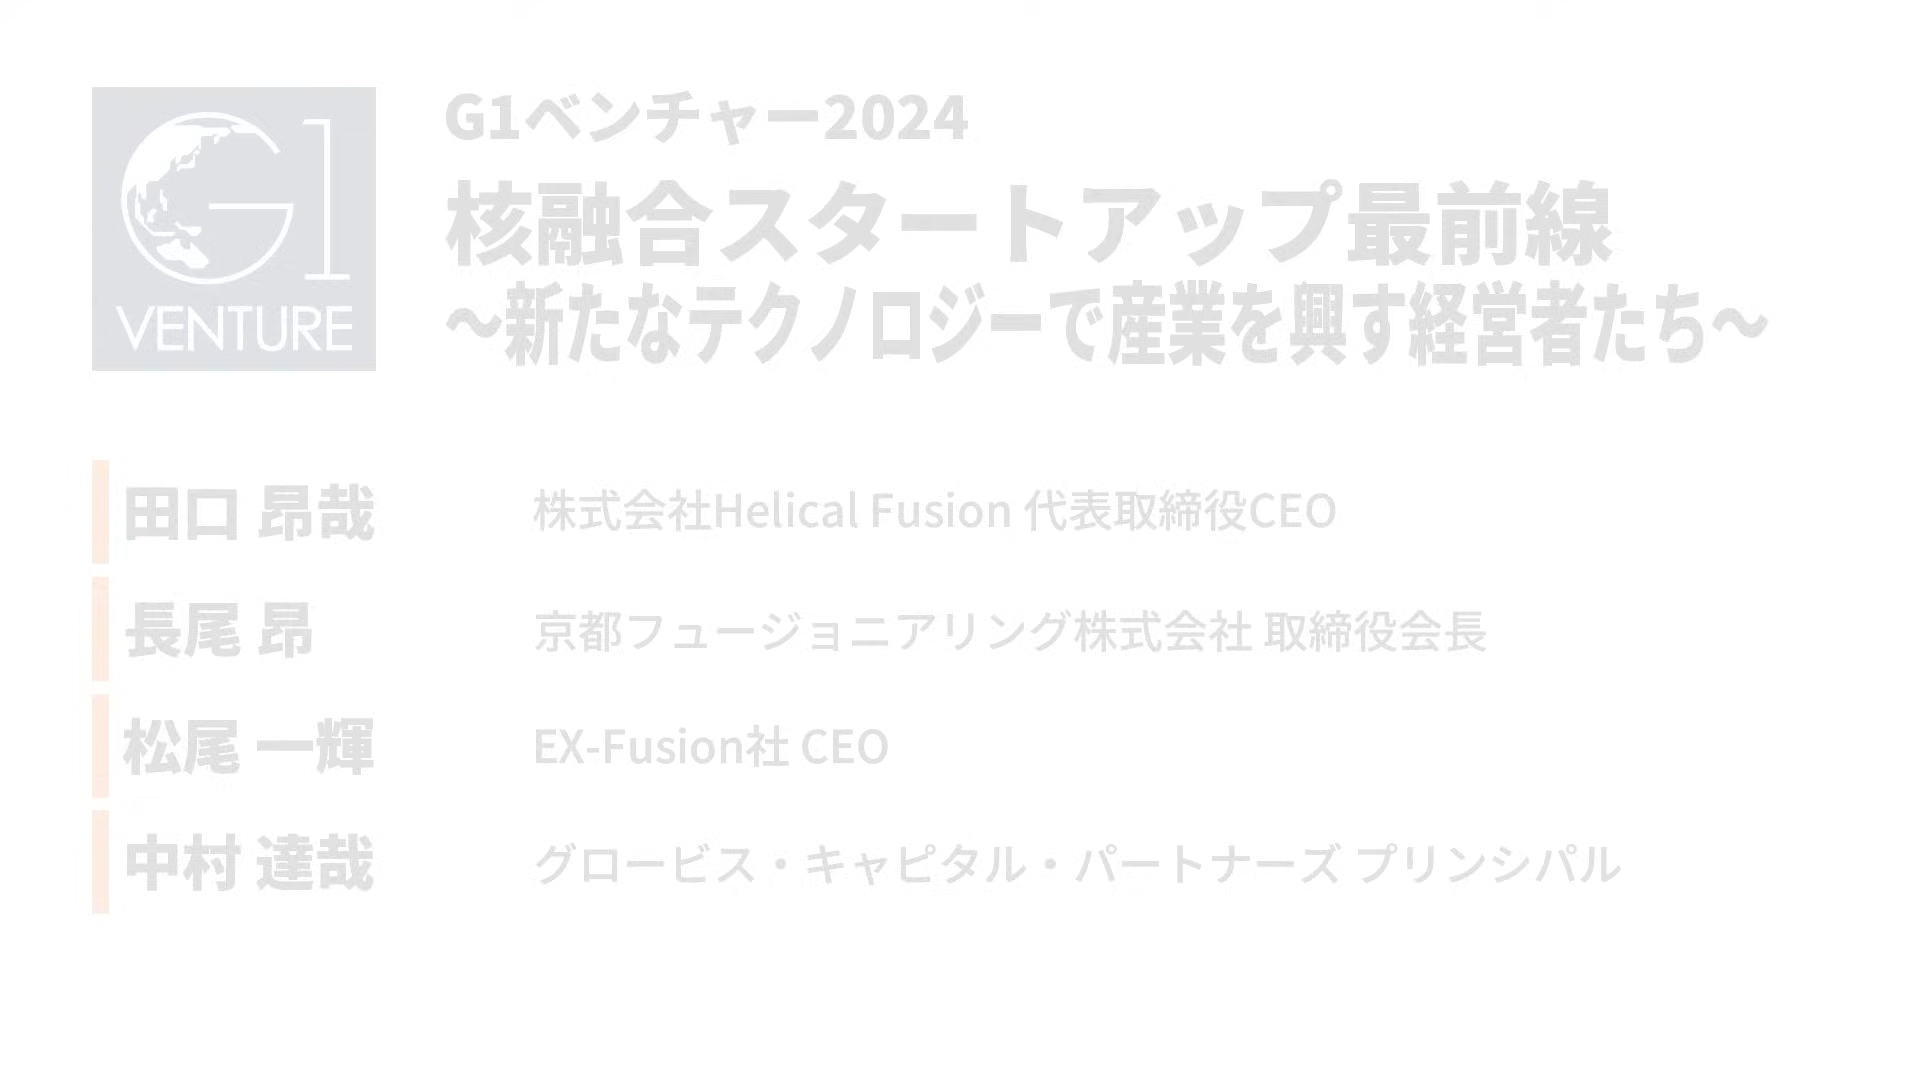 G1
VENTURE
G1ベンチャー2024
核融合スタートアップ最前線
～新たなテクノロジーで産業を興す経営者たち～
田口 昂哉 株式会社Helical Fusion 代表取締役CEO
長尾 昂 京都フュージョニアリング株式会社 取締役会長
松尾 一輝 EX-Fusion社 CEO
中村 達哉 グロービス・キャピタル・パートナーズ プリンシパル